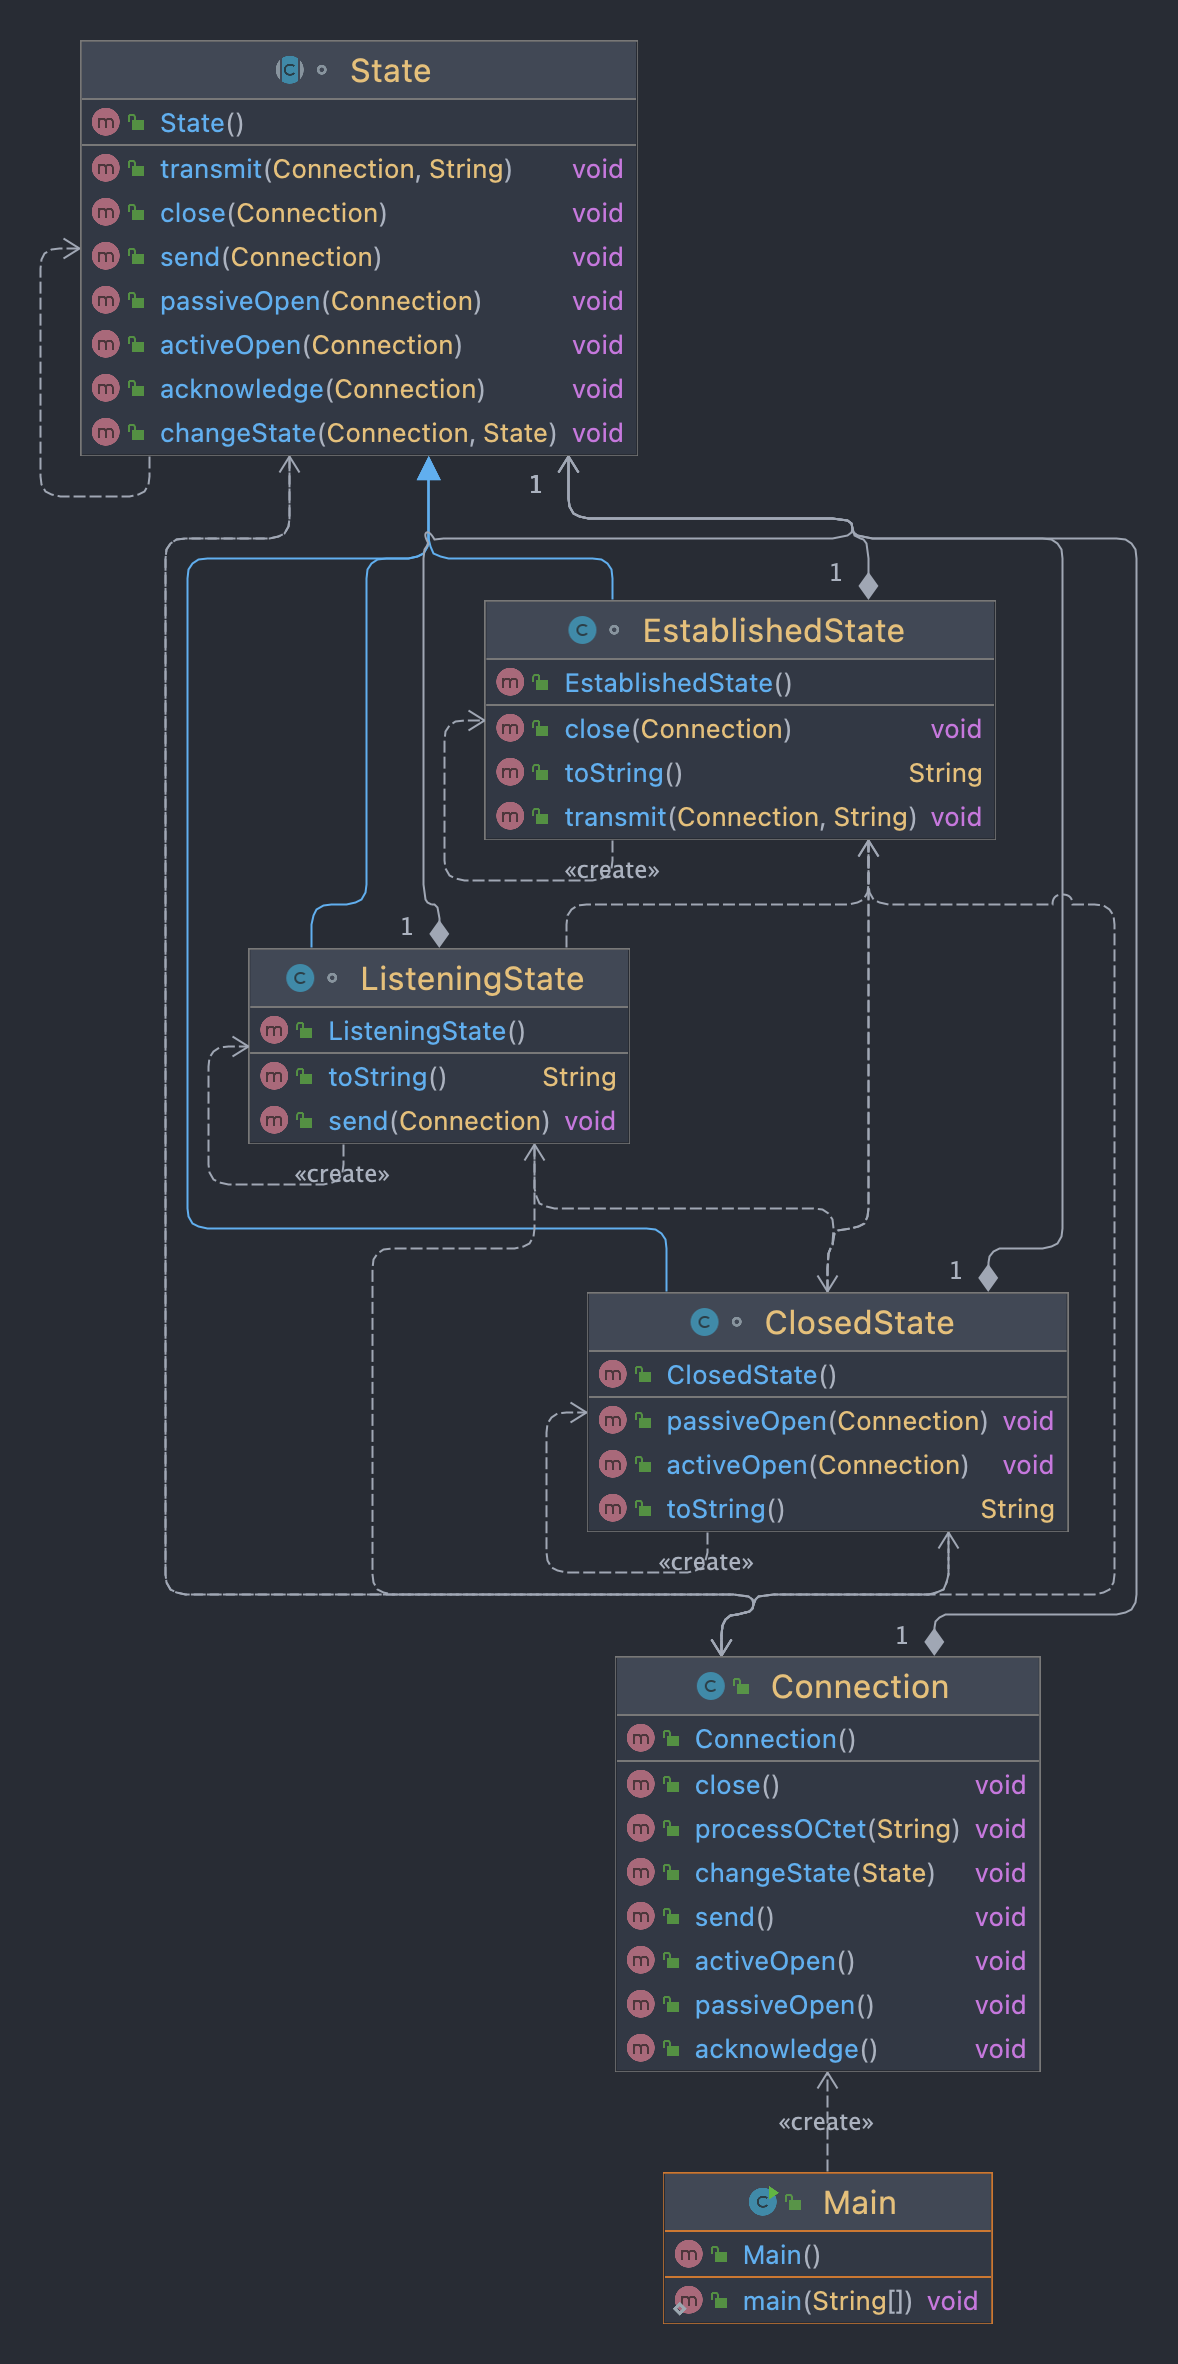 State
State()
transmit(Connection, String) void
close(Connection) void
send(Connection) void
passiveOpen(Connection) void
activeOpen(Connection) void
acknowledge(Connection) void
changeState(Connection, State) void
1
1
EstablishedState
EstablishedState()
close(Connection) void
toString() String
transmit(Connection, String) void
«create»
1
ListeningState
ListeningState()
toString() String
send(Connection) void
«create»
1
ClosedState
ClosedState()
passiveOpen(Connection) void
activeOpen(Connection) void
toString() String
«create»
1
Connection
Connection()
close() void
processOCtet(String) void
changeState(State) void
send() void
activeOpen() void
passiveOpen() void
acknowledge() void
«create»
Main
Main()
main(String[]) void